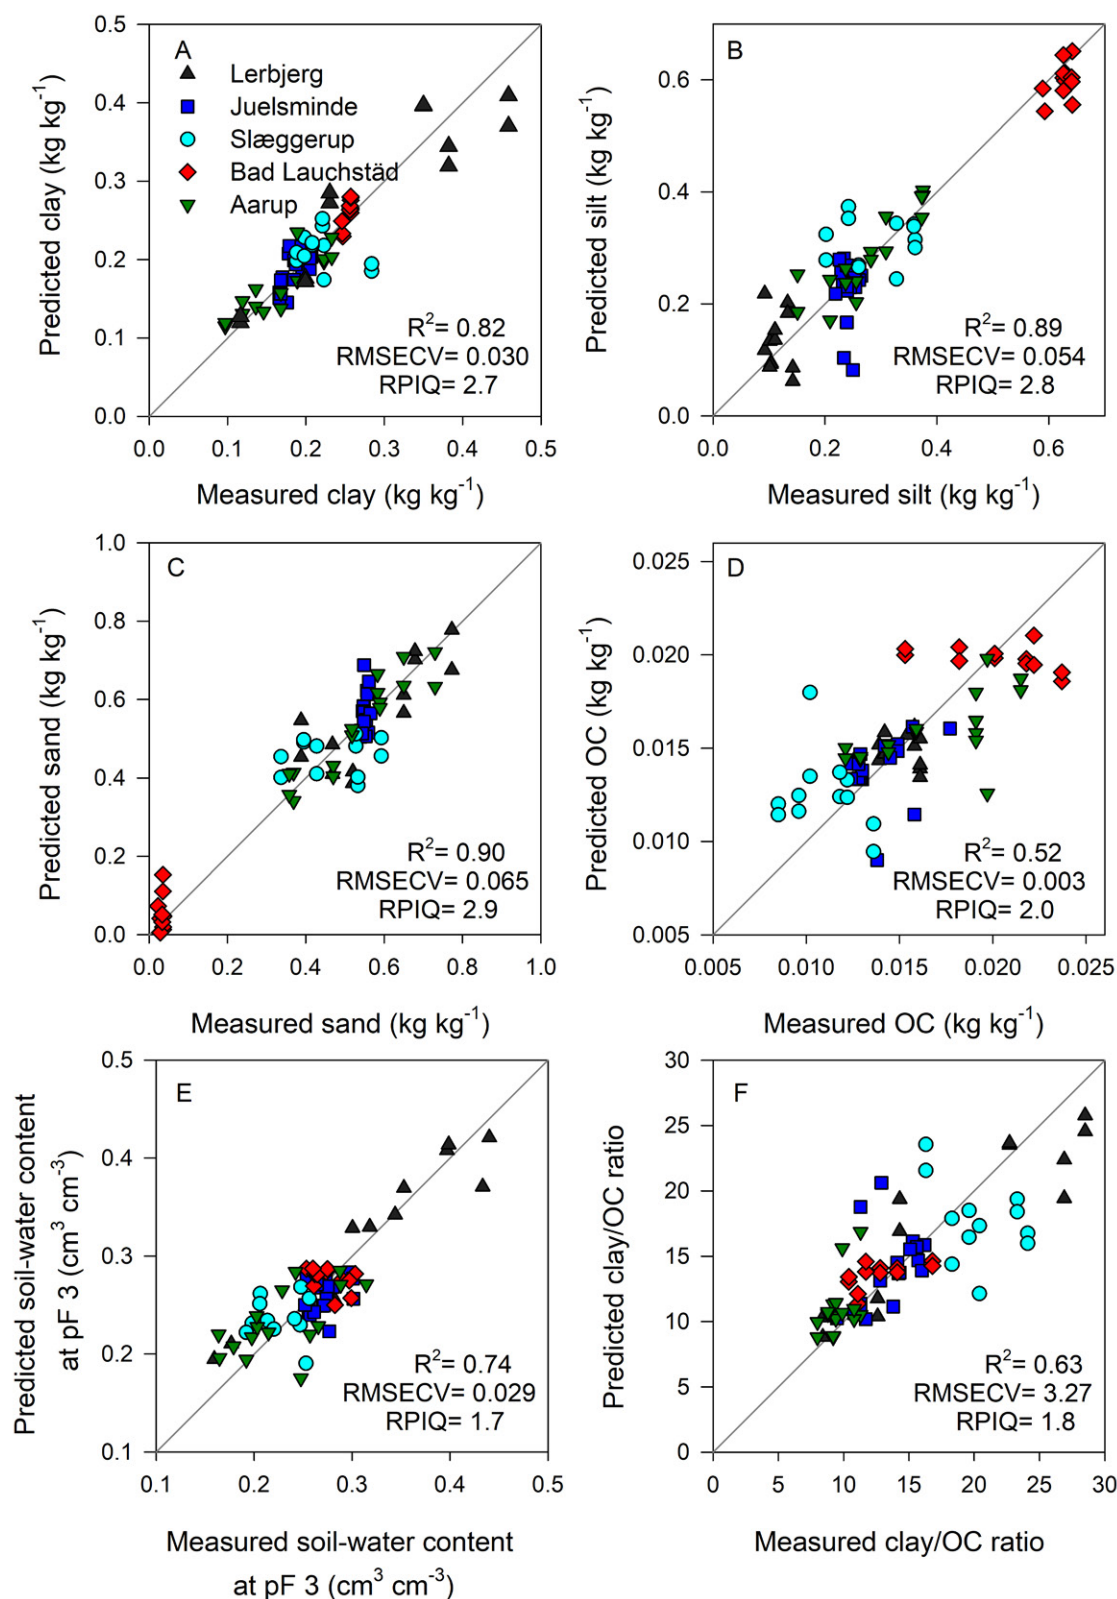 A
Lerbjerg
Juelsminde
Slæggerup
Bad Lauchstäd
Aarup
0.5
0.4
0.3
0.2
0.1
0.0
Predicted clay (kg kg⁻¹)
R²= 0.82
RMSECV= 0.030
RPIQ= 2.7
0.0 0.1 0.2 0.3 0.4 0.5
Measured clay (kg kg⁻¹)
B
0.6
0.4
0.2
0.0
Predicted silt (kg kg⁻¹)
R²= 0.89
RMSECV= 0.054
RPIQ= 2.8
0.0 0.2 0.4 0.6
Measured silt (kg kg⁻¹)
C
1.0
0.8
0.6
0.4
0.2
0.0
Predicted sand (kg kg⁻¹)
R²= 0.90
RMSECV= 0.065
RPIQ= 2.9
0.0 0.2 0.4 0.6 0.8 1.0
Measured sand (kg kg⁻¹)
D
0.025
0.020
0.015
0.010
0.005
Predicted OC (kg kg⁻¹)
R²= 0.52
RMSECV= 0.003
RPIQ= 2.0
0.005 0.010 0.015 0.020 0.025
Measured OC (kg kg⁻¹)
E
0.5
0.4
0.3
0.2
0.1
Predicted soil-water content
at pF 3 (cm³ cm⁻³)
R²= 0.74
RMSECV= 0.029
RPIQ= 1.7
0.1 0.2 0.3 0.4 0.5
Measured soil-water content
at pF 3 (cm³ cm⁻³)
F
30
25
20
15
10
5
0
Predicted clay/OC ratio
R²= 0.63
RMSECV= 3.27
RPIQ= 1.8
0 5 10 15 20 25 30
Measured clay/OC ratio